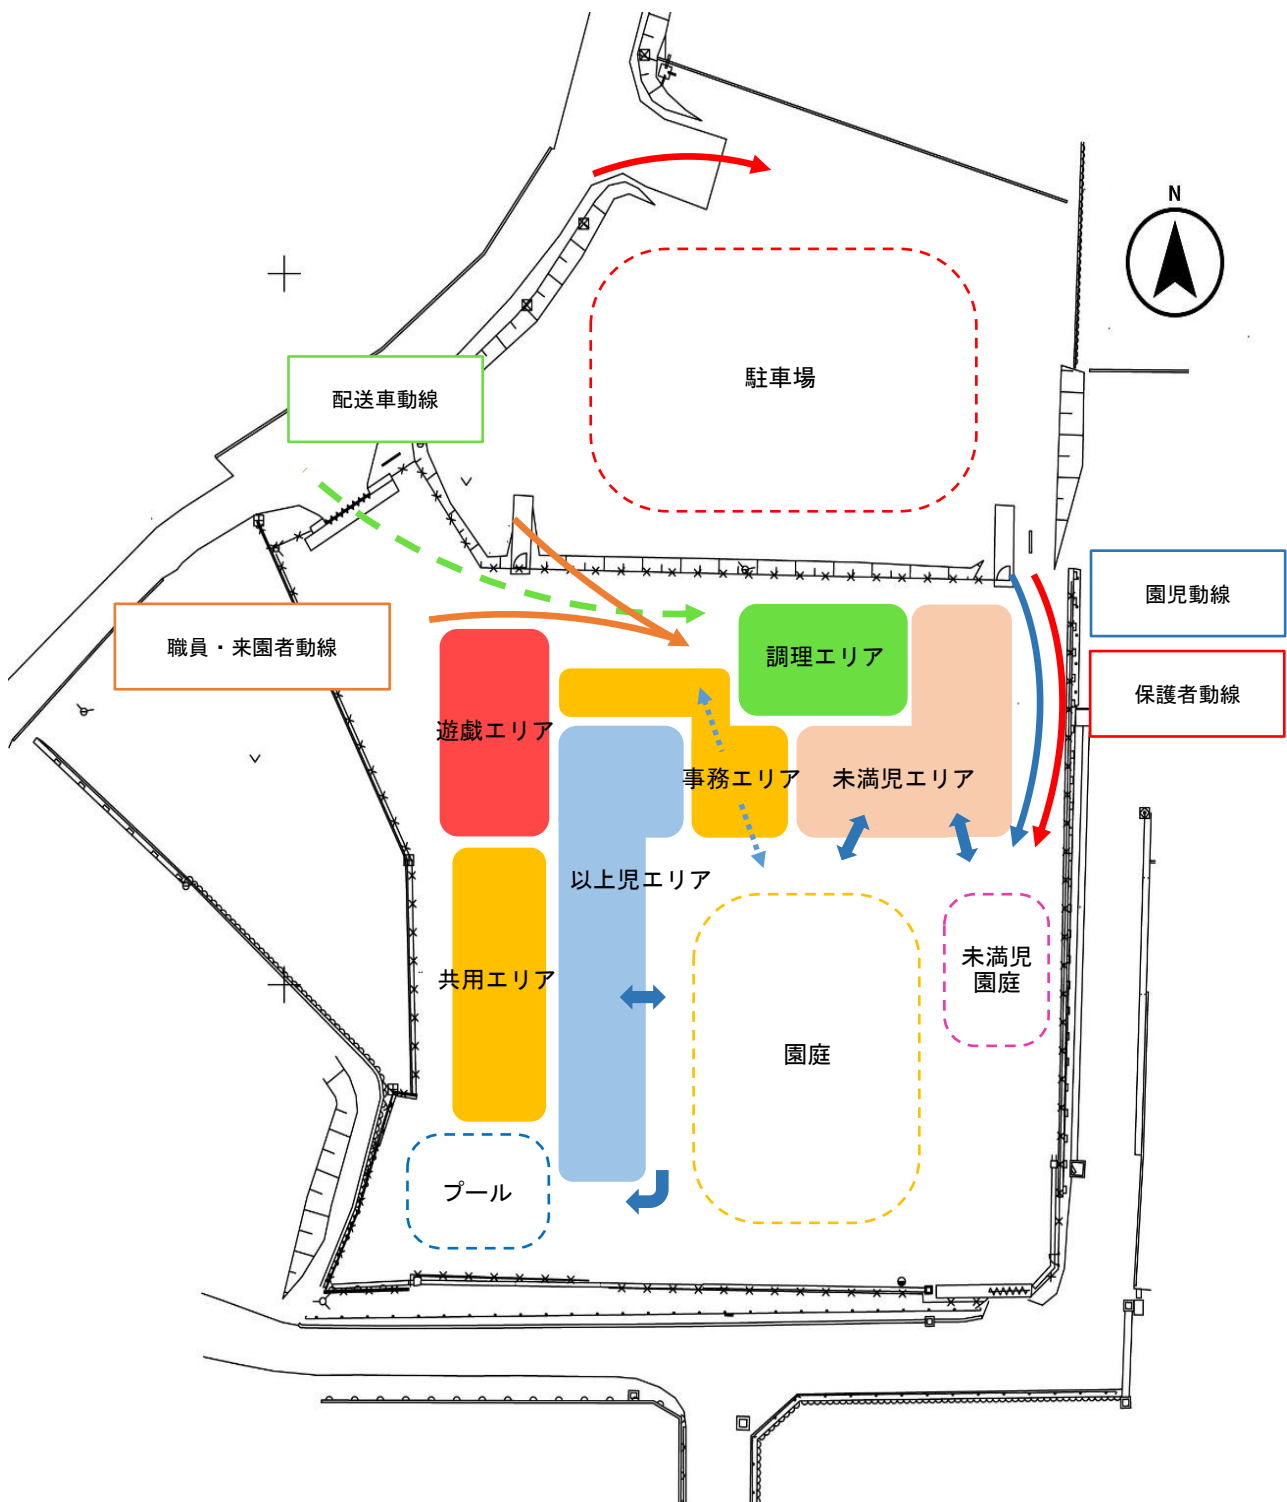 N
駐車場
配送車動線
園児動線
職員・来園者動線
調理エリア
保護者動線
遊戯エリア
事務エリア
未満児エリア
以上児エリア
未満児
園庭
共用エリア
園庭
プール